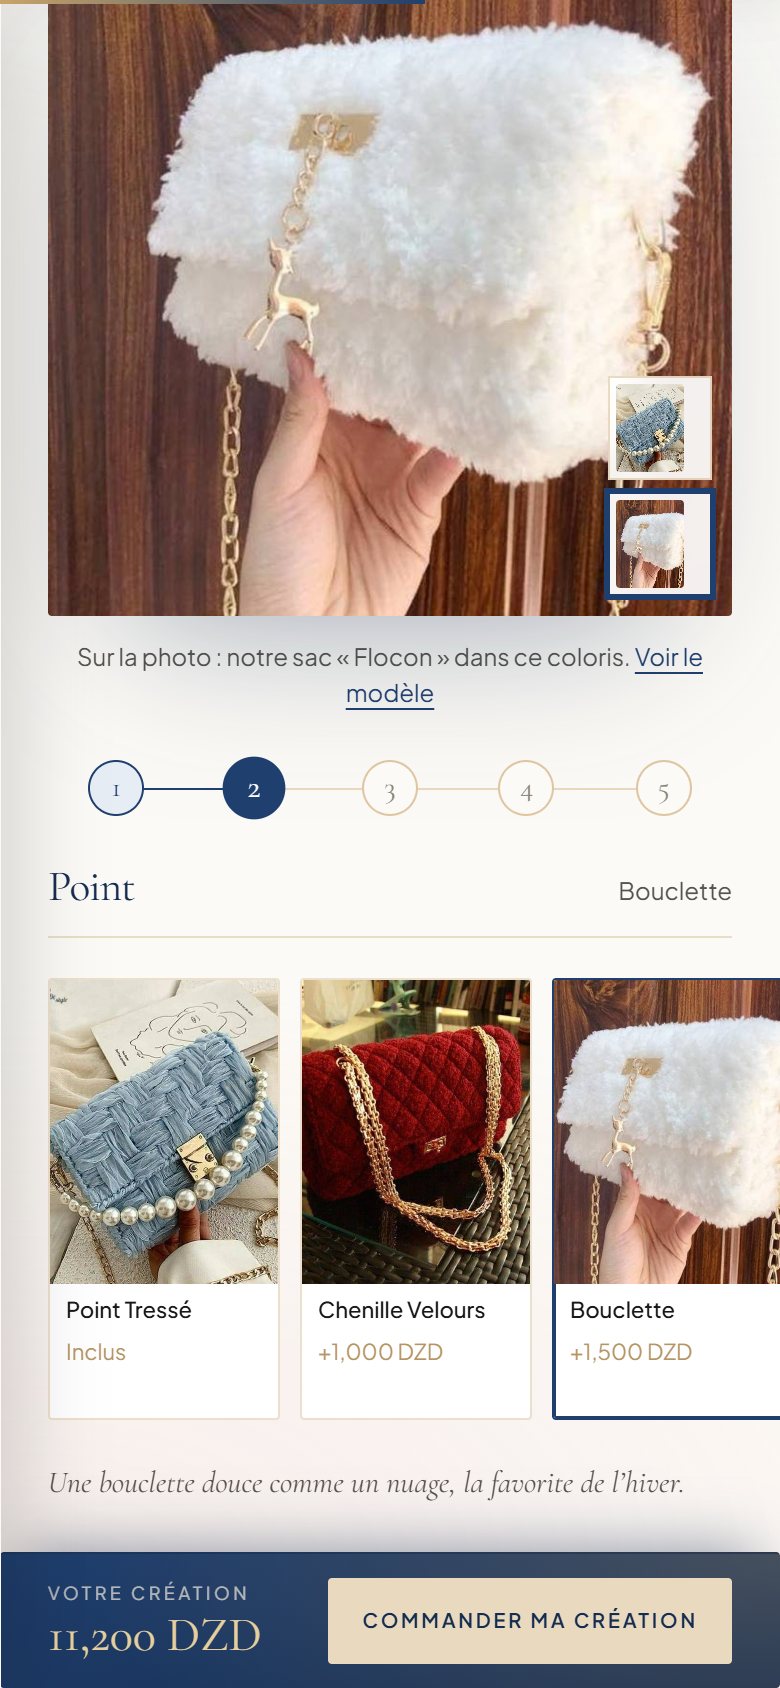 Sur la photo : notre sac « Flocon » dans ce coloris. Voir le
modèle
1 2 3 4 5
Point Bouclette
Point Tressé
Inclus
Chenille Velours
+1,000 DZD
Bouclette
+1,500 DZD
Une bouclette douce comme un nuage, la favorite de l’hiver.
VOTRE CRÉATION
11,200 DZD
COMMANDER MA CRÉATION